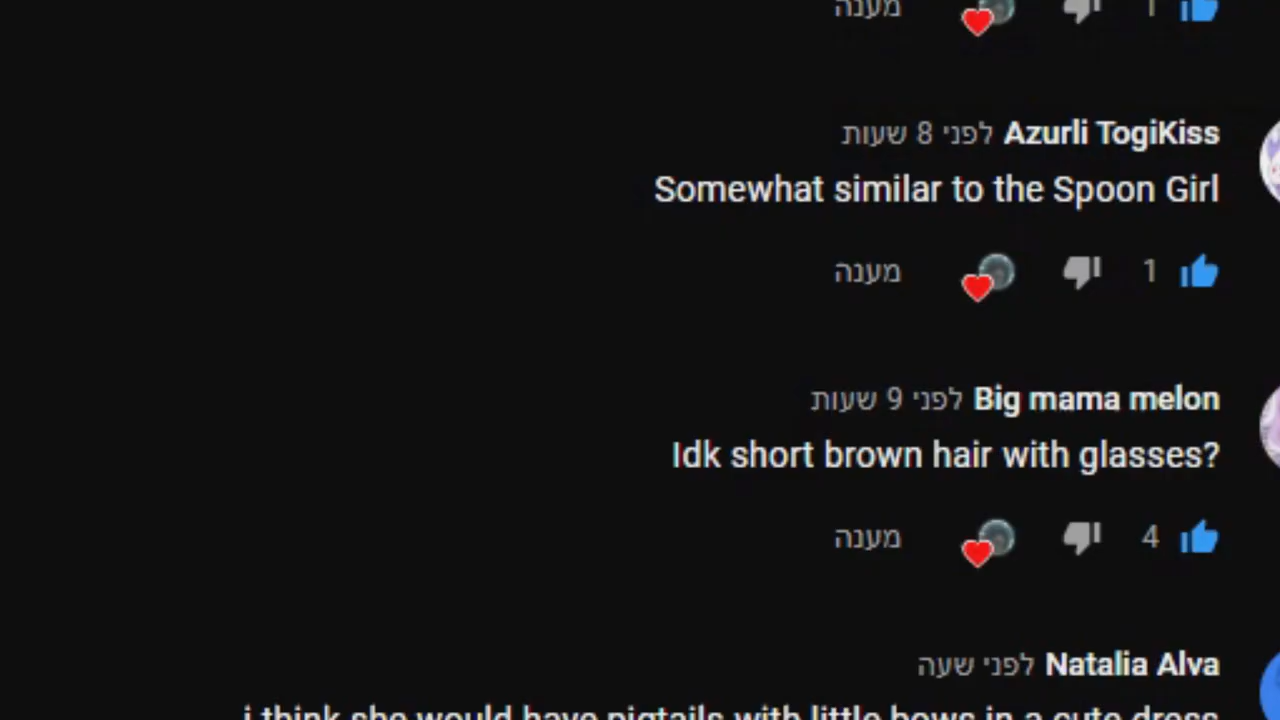 1 מענה
Azurli TogiKiss לפני 8 שעות
Somewhat similar to the Spoon Girl
1 מענה
Big mama melon לפני 9 שעות
Idk short brown hair with glasses?
4 מענה
Natalia Alva לפני שעה
i think she would have pigtails with little bows in a cute dress